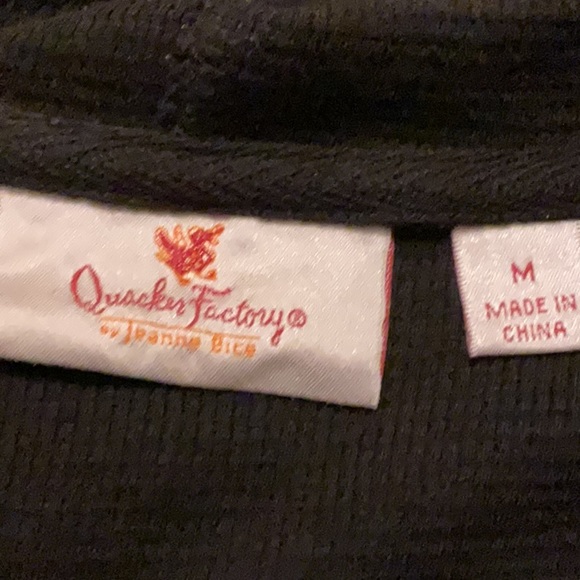 Quacker Factory®
by Jeanne Bice
M
MADE IN
CHINA